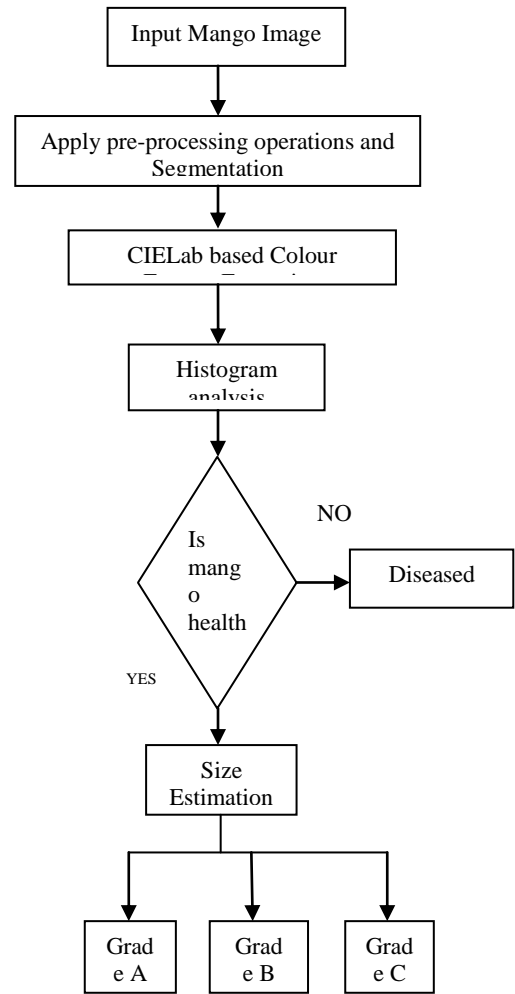 Input Mango Image
Apply pre-processing operations and
Segmentation
CIELab based Colour
Histogram
analysis
Is
mang
o
health
NO
Diseased
YES
Size
Estimation
Grad
e A
Grad
e B
Grad
e C